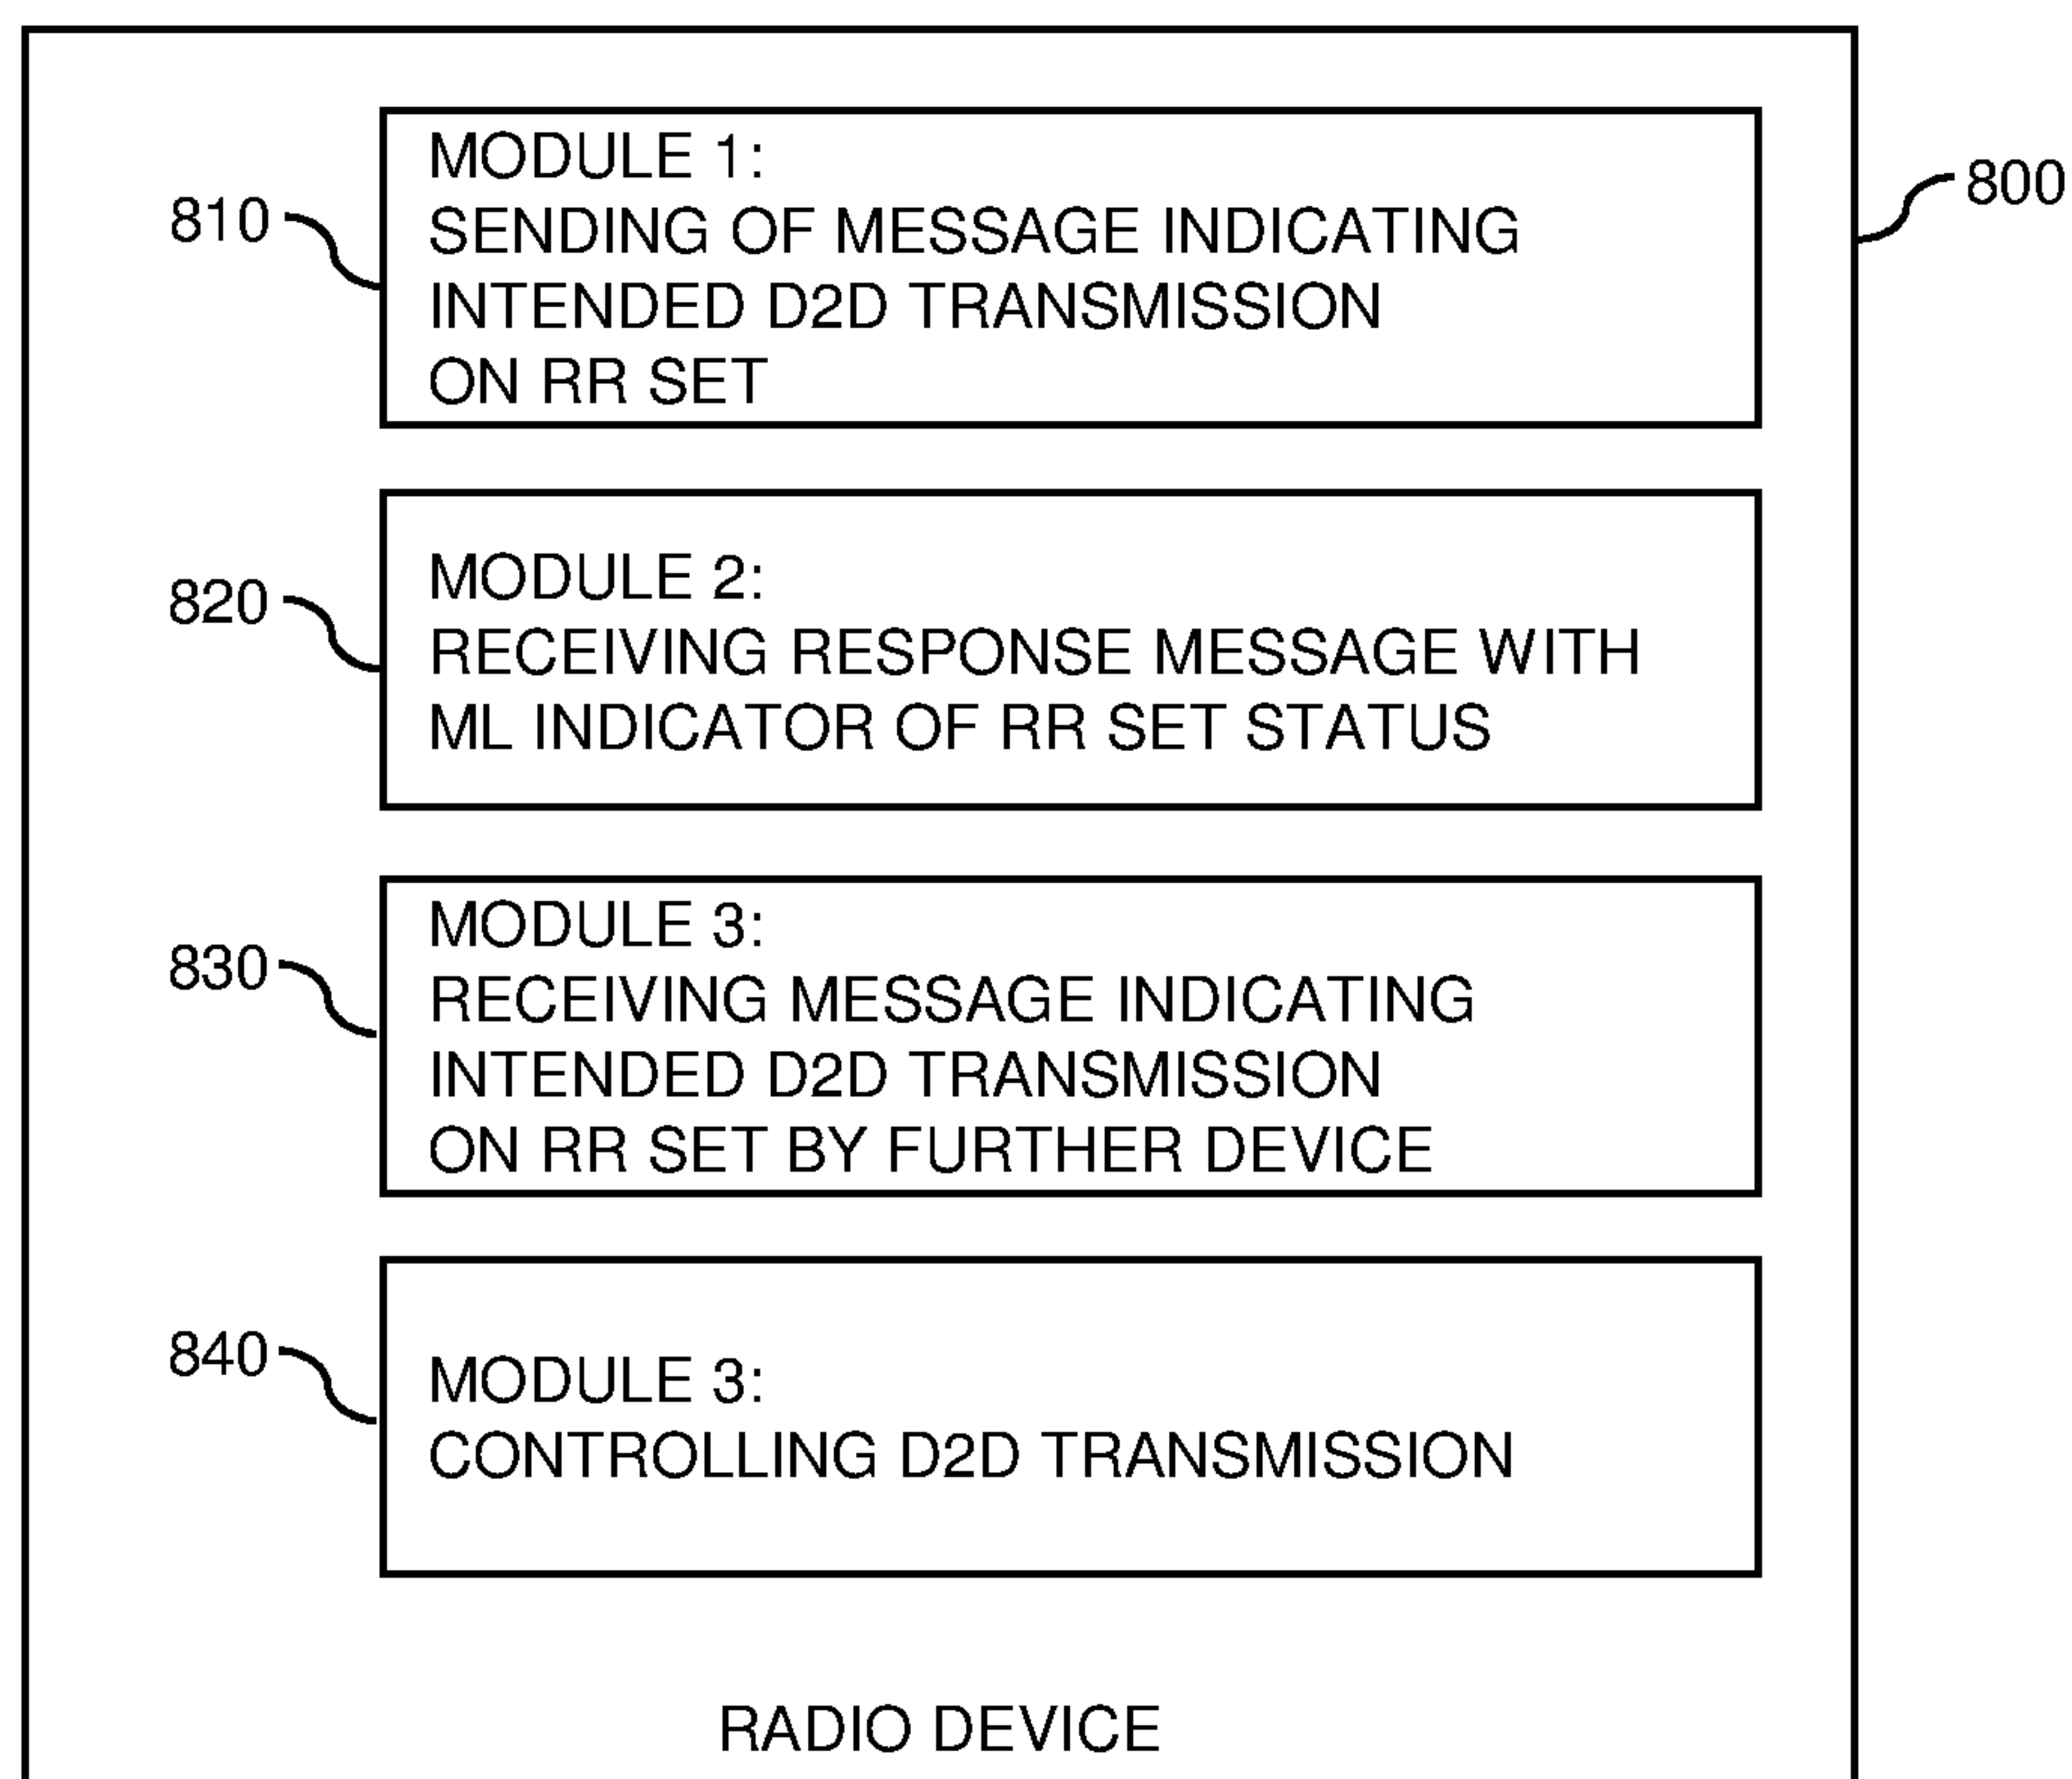 800
810
MODULE 1:
SENDING OF MESSAGE INDICATING
INTENDED D2D TRANSMISSION
ON RR SET
820
MODULE 2:
RECEIVING RESPONSE MESSAGE WITH
ML INDICATOR OF RR SET STATUS
830
MODULE 3:
RECEIVING MESSAGE INDICATING
INTENDED D2D TRANSMISSION
ON RR SET BY FURTHER DEVICE
840
MODULE 3:
CONTROLLING D2D TRANSMISSION
RADIO DEVICE